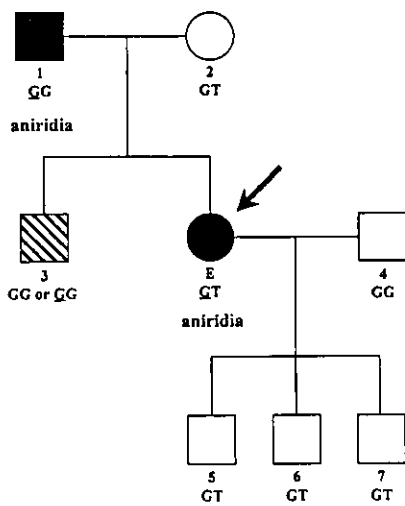 1 2
GG GT
aniridia
3 E 4
GG or GG GT GG
aniridia
5 6 7
GT GT GT